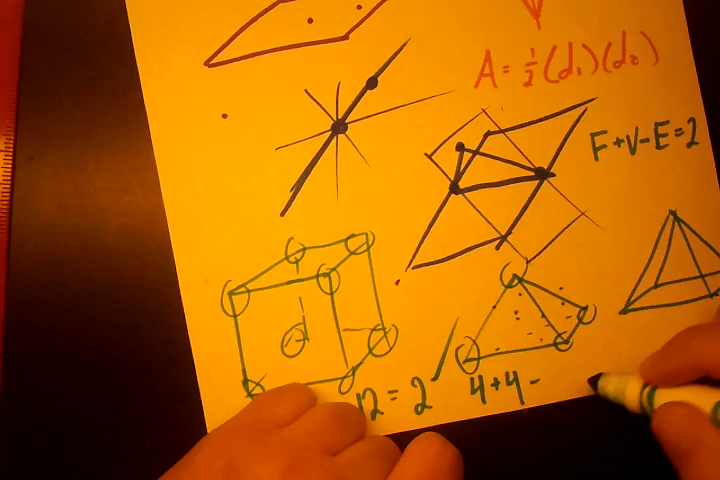 A = ½(d₁)(d₂)
F+V-E=2
12 = 2 ✓
4+4-